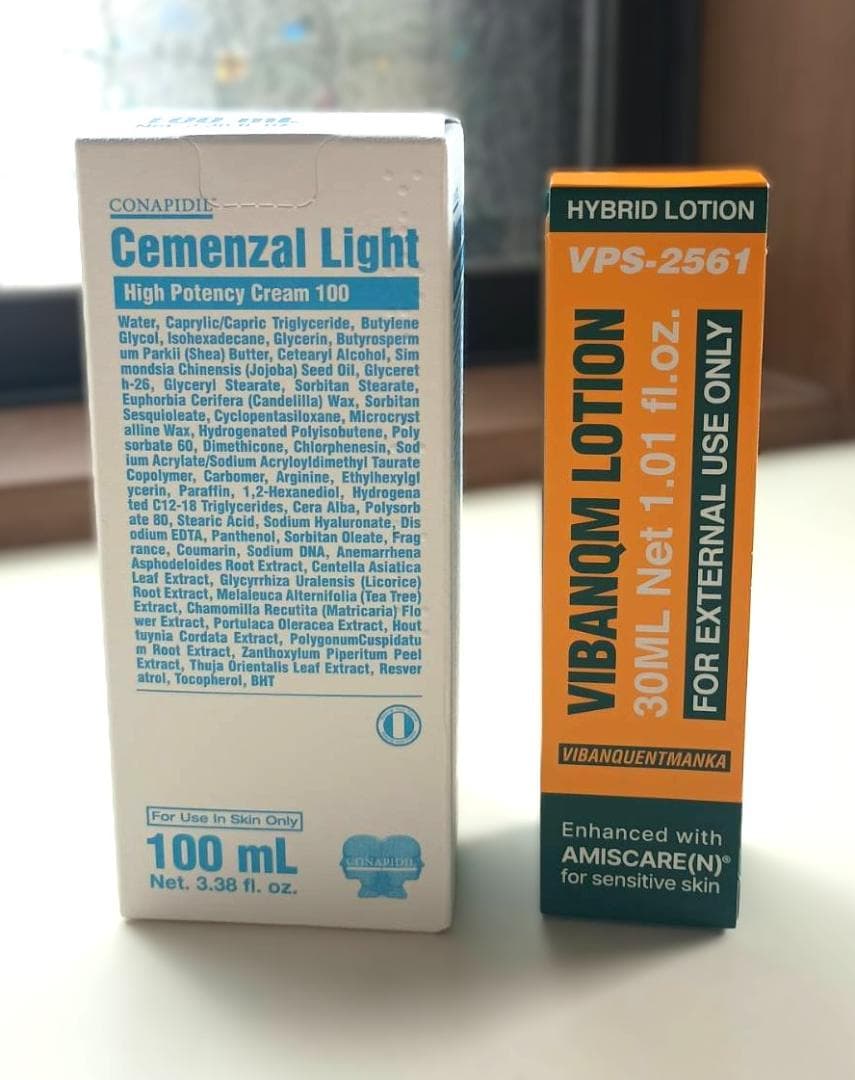 100 mL
CONAPIDIL
Cemenzal Light
High Potency Cream 100
Water, Caprylic/Capric Triglyceride, Butylene
Glycol, Isohexadecane, Glycerin, Butyrosperm
um Parkii (Shea) Butter, Cetearyl Alcohol, Sim
mondsia Chinensis (Jojoba) Seed Oil, Glyceret
h-26, Glyceryl Stearate, Sorbitan Stearate,
Euphorbia Cerifera (Candelilla) Wax, Sorbitan
Sesquioleate, Cyclopentasiloxane, Microcryst
alline Wax, Hydrogenated Polyisobutene, Poly
sorbate 60, Dimethicone, Chlorphenesin, Sod
ium Acrylate/Sodium Acryloyldimethyl Taurate
Copolymer, Carbomer, Arginine, Ethylhexylgl
ycerin, Paraffin, 1,2-Hexanediol, Hydrogena
ted C12-18 Triglycerides, Cera Alba, Polysorb
ate 80, Stearic Acid, Sodium Hyaluronate, Dis
odium EDTA, Panthenol, Sorbitan Oleate, Frag
rance, Coumarin, Sodium DNA, Anemarrhena
Asphodeloides Root Extract, Centella Asiatica
Leaf Extract, Glycyrrhiza Uralensis (Licorice)
Root Extract, Melaleuca Alternifolia (Tea Tree)
Extract, Chamomilla Recutita (Matricaria) Flo
wer Extract, Portulaca Oleracea Extract, Hout
tuynia Cordata Extract, PolygonumCuspidatu
m Root Extract, Zanthoxylum Piperitum Peel
Extract, Thuja Orientalis Leaf Extract, Resver
atrol, Tocopherol, BHT
For Use In Skin Only
100 mL
Net. 3.38 fl. oz.
CONAPIDIL
HYBRID LOTION
VPS-2561
VIBANQM LOTION
30ML Net 1.01 fl.oz.
FOR EXTERNAL USE ONLY
VIBANQUENTMANKA
Enhanced with
AMISCARE(N)®
for sensitive skin